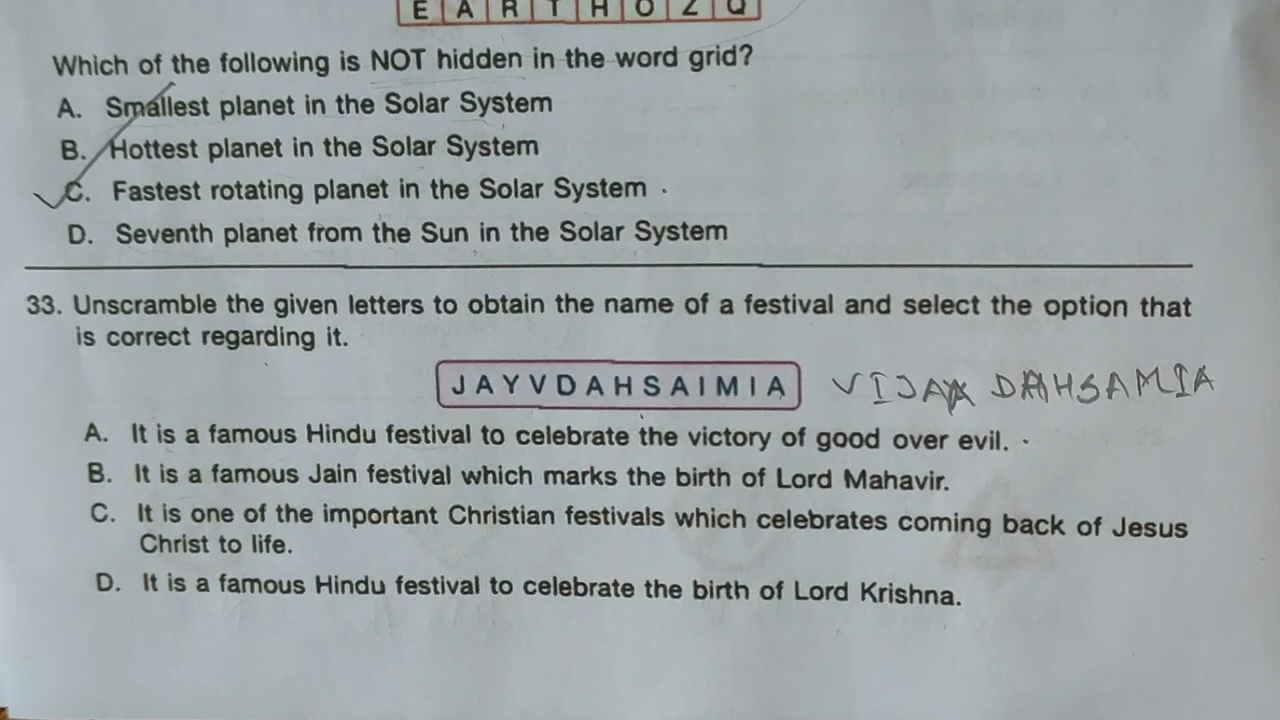 E A R T H O Z Q
Which of the following is NOT hidden in the word grid?
A. Smallest planet in the Solar System
B. Hottest planet in the Solar System
C. Fastest rotating planet in the Solar System
D. Seventh planet from the Sun in the Solar System
33. Unscramble the given letters to obtain the name of a festival and select the option that
is correct regarding it.
JAYVDAHSAIMIA VIJAYA DAHSAMIA
A. It is a famous Hindu festival to celebrate the victory of good over evil.
B. It is a famous Jain festival which marks the birth of Lord Mahavir.
C. It is one of the important Christian festivals which celebrates coming back of Jesus
Christ to life.
D. It is a famous Hindu festival to celebrate the birth of Lord Krishna.